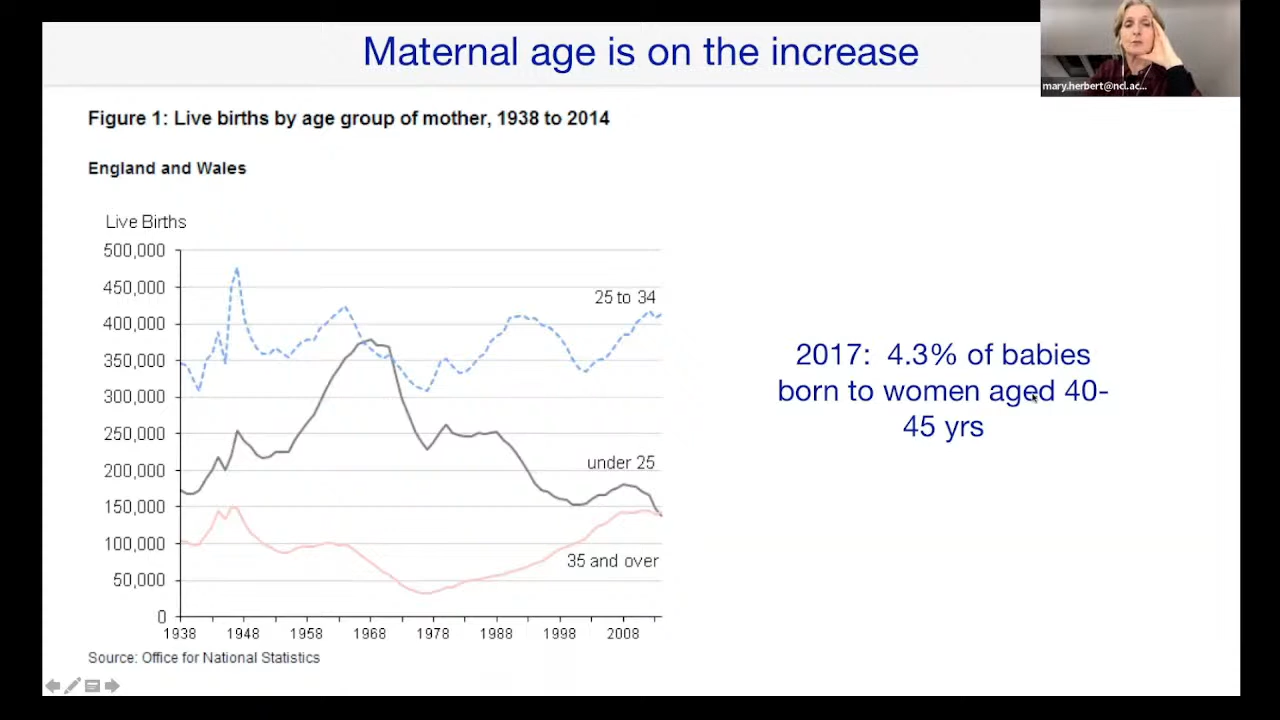 Maternal age is on the increase
mary.herbert@ncl.ac...
Figure 1: Live births by age group of mother, 1938 to 2014
England and Wales
Live Births
500,000
450,000
400,000
350,000
300,000
250,000
200,000
150,000
100,000
50,000
0
25 to 34
under 25
35 and over
1938 1948 1958 1968 1978 1988 1998 2008
Source: Office for National Statistics
2017: 4.3% of babies
born to women aged 40-
45 yrs